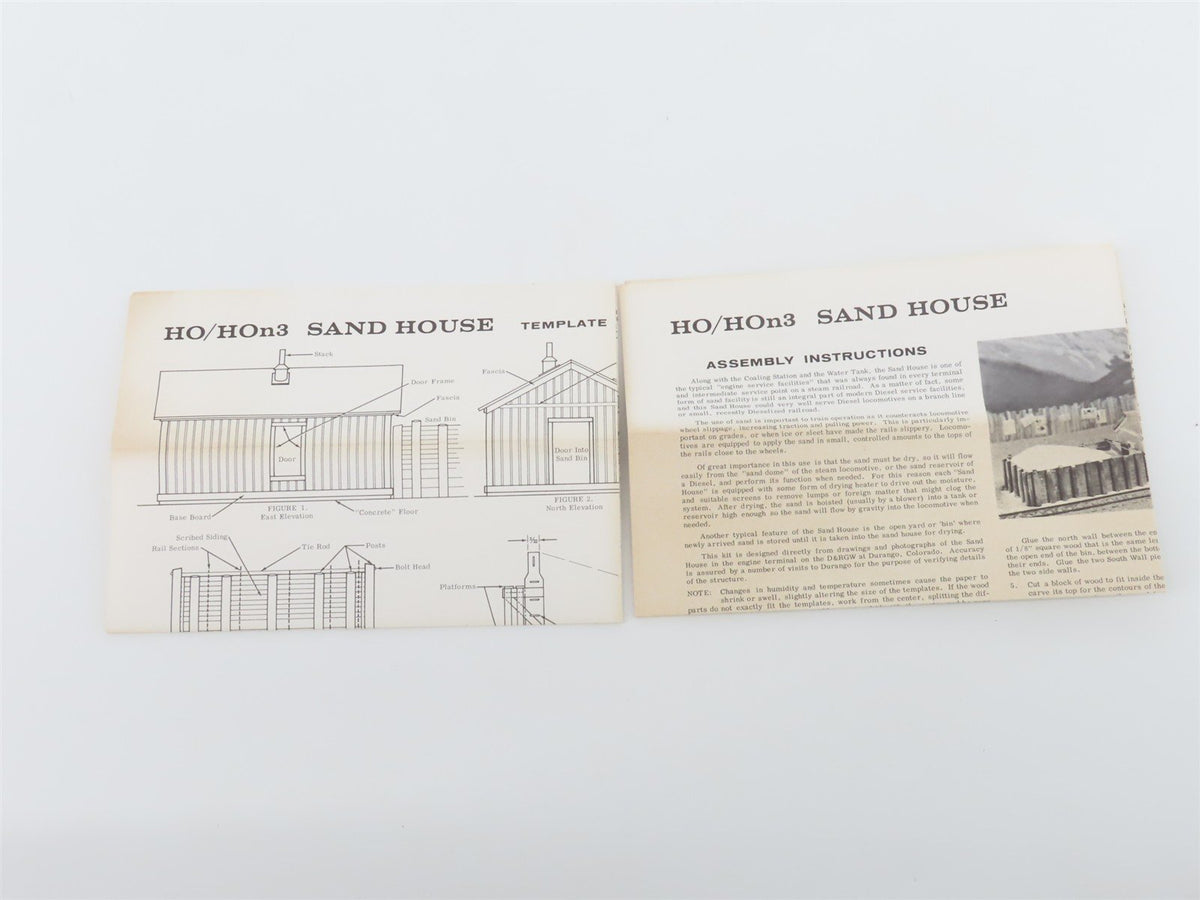 HO/HOn3 SAND HOUSE TEMPLATE
Stack
Door Frame
Fascia
Sand Bin
Door
Base Board
FIGURE 1.
East Elevation
"Concrete" Floor
Fascia
Door Into
Sand Bin
FIGURE 2.
North Elevation
Scribed Siding
Rail Sections
Tie Rod
Posts
Bolt Head
Platforms
HO/HOn3 SAND HOUSE
ASSEMBLY INSTRUCTIONS
Along with the Coaling Station and the Water Tank, the Sand House is one of
the typical "engine service facilities" that was always found in every terminal
and intermediate service point on a steam railroad. As a matter of fact, some
form of sand facility is still an integral part of modern Diesel service facilities,
and this Sand House could very well serve Diesel locomotives on a branch line
or small, recently Dieselized railroad.
The use of sand is important to train operation as it counteracts locomotive
wheel slippage, increasing traction and pulling power. This is particularly im-
portant on grades, or when ice or sleet have made the rails slippery. Locomo-
tives are equipped to apply the sand in small, controlled amounts to the tops of
the rails close to the wheels.
Of great importance in this use is that the sand must be dry, so it will flow
easily from the "sand dome" of the steam locomotive, or the sand reservoir of
a Diesel, and perform its function when needed. For this reason each "Sand
House" is equipped with some form of drying heater to drive out the moisture,
and suitable screens to remove lumps or foreign matter that might clog the
system. After drying, the sand is hoisted (usually by a blower) into a tank or
reservoir high enough so the sand will flow by gravity into the locomotive when
needed.
Another typical feature of the Sand House is the open yard or 'bin' where
newly arrived sand is stored until it is taken into the sand house for drying.
This kit is designed directly from drawings and photographs of the Sand
House in the engine terminal on the D&RGW at Durango, Colorado. Accuracy
is assured by a number of visits to Durango for the purpose of verifying details
of the structure.
NOTE: Changes in humidity and temperature sometimes cause the paper to
shrink or swell, slightly altering the size of the templates. If the wood
parts do not exactly fit the templates, work from the center, splitting the dif-
Glue the north wall between the en
of 1/8" square wood that is the same
the open end of the bin, between the
their ends. Glue the two South Wall
the two side walls.
5. Cut a block of wood to fit inside the
carve its top for the contours of